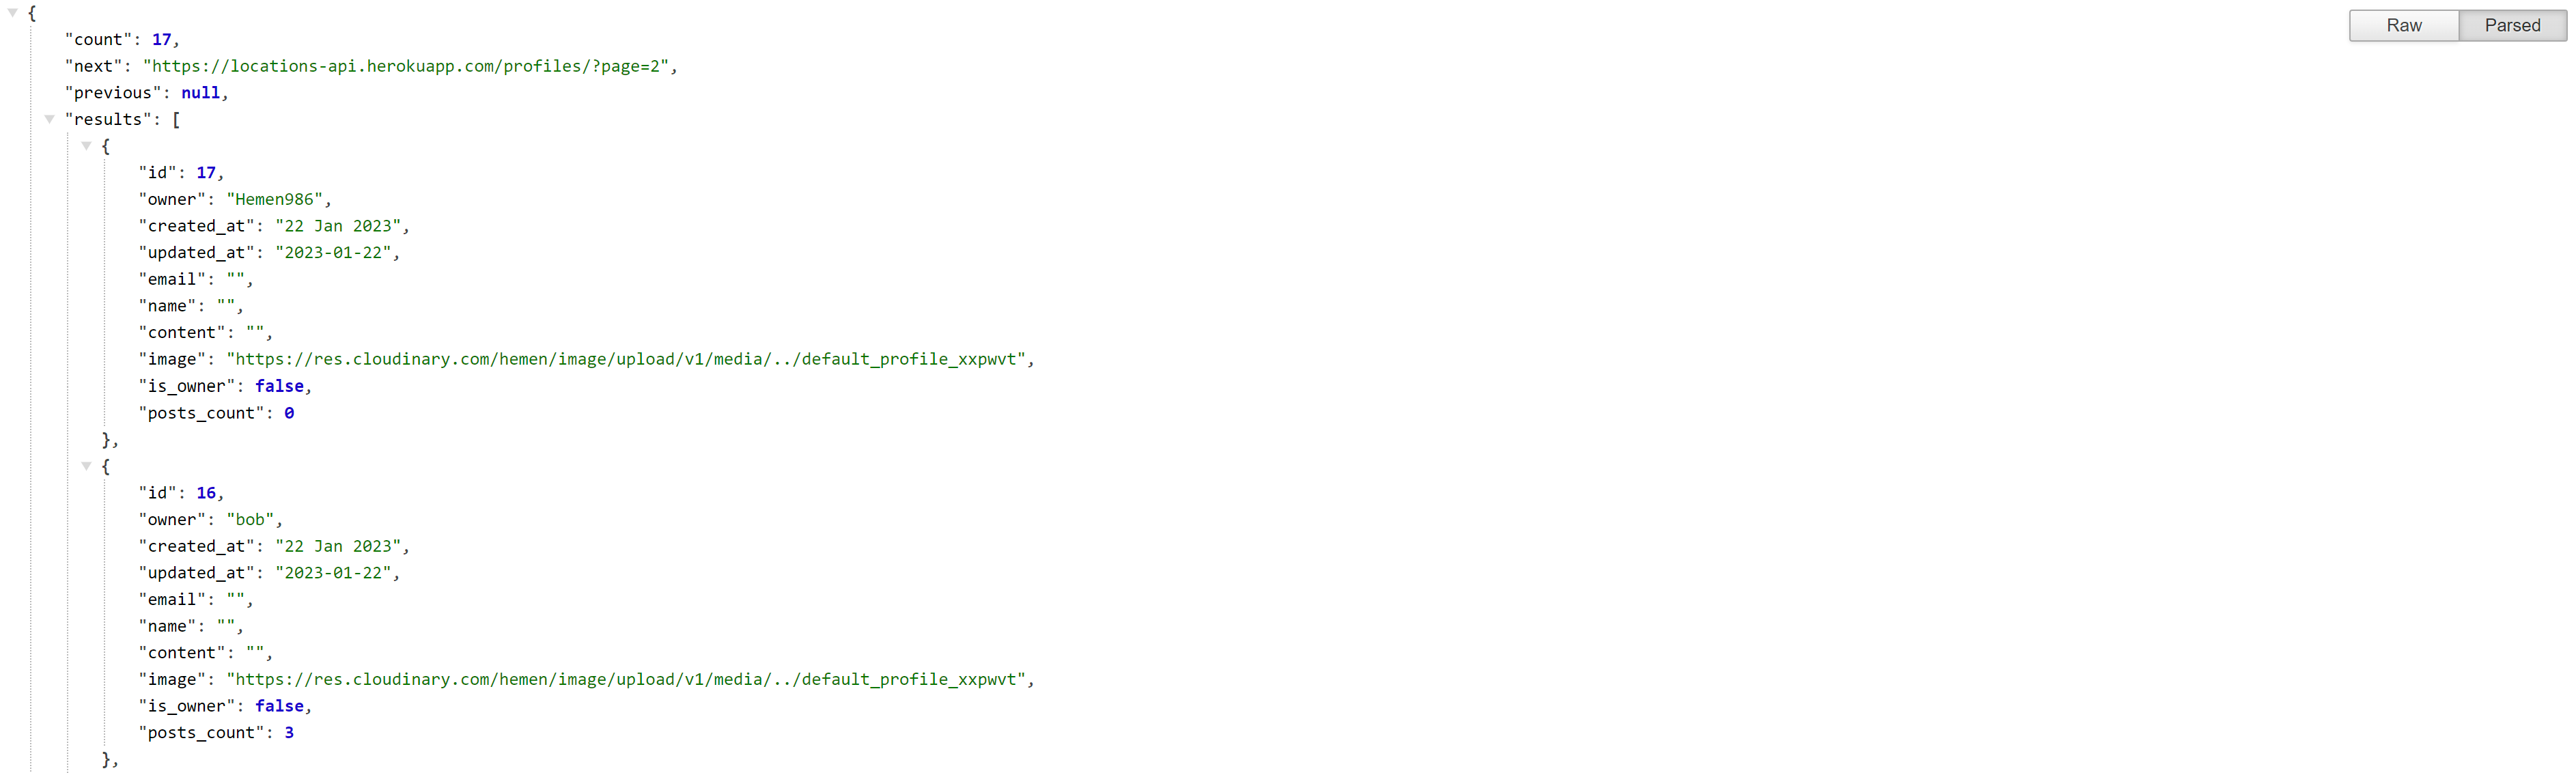 {
Raw Parsed
"count": 17,
"next": "https://locations-api.herokuapp.com/profiles/?page=2",
"previous": null,
"results": [
{
"id": 17,
"owner": "Hemen986",
"created_at": "22 Jan 2023",
"updated_at": "2023-01-22",
"email": "",
"name": "",
"content": "",
"image": "https://res.cloudinary.com/hemen/image/upload/v1/media/../default_profile_xxpwvt",
"is_owner": false,
"posts_count": 0
},
{
"id": 16,
"owner": "bob",
"created_at": "22 Jan 2023",
"updated_at": "2023-01-22",
"email": "",
"name": "",
"content": "",
"image": "https://res.cloudinary.com/hemen/image/upload/v1/media/../default_profile_xxpwvt",
"is_owner": false,
"posts_count": 3
},